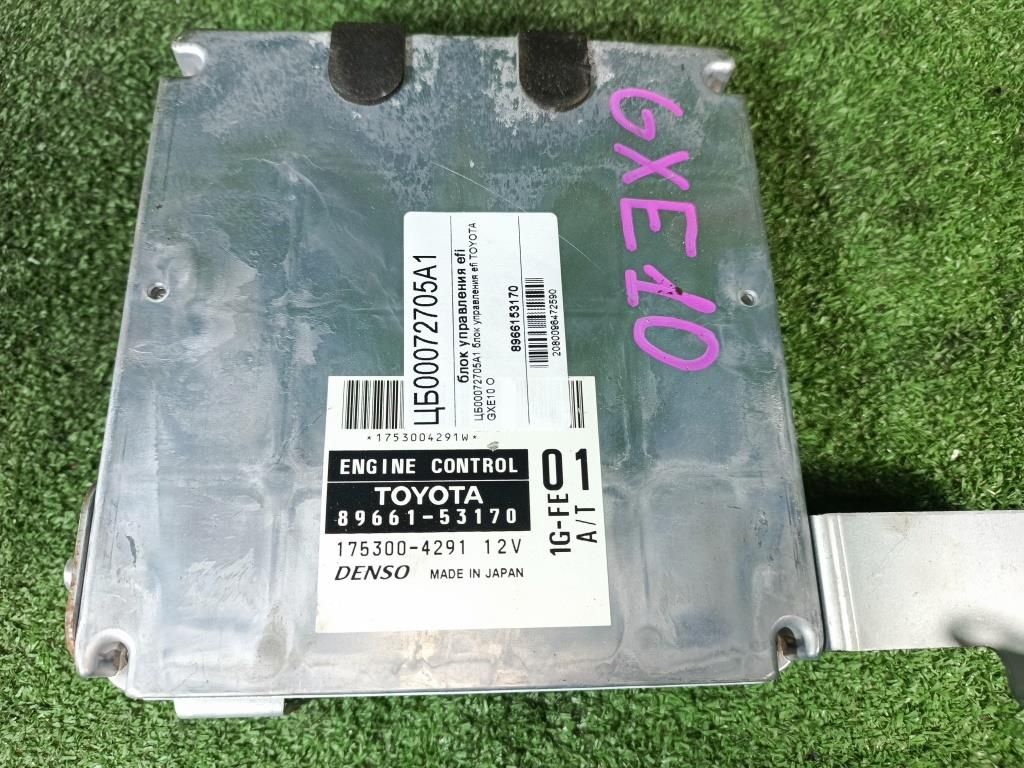 GXE10
ЦБ00072705A1
блок управления efi
ЦБ00072705A1 блок управления efi TOYOTA
GXE10 O
8966153170
2080096472590
*1753004291W*
ENGINE CONTROL
TOYOTA
89661-53170
175300-4291 12V
DENSO MADE IN JAPAN
01
1G-FE
A/T